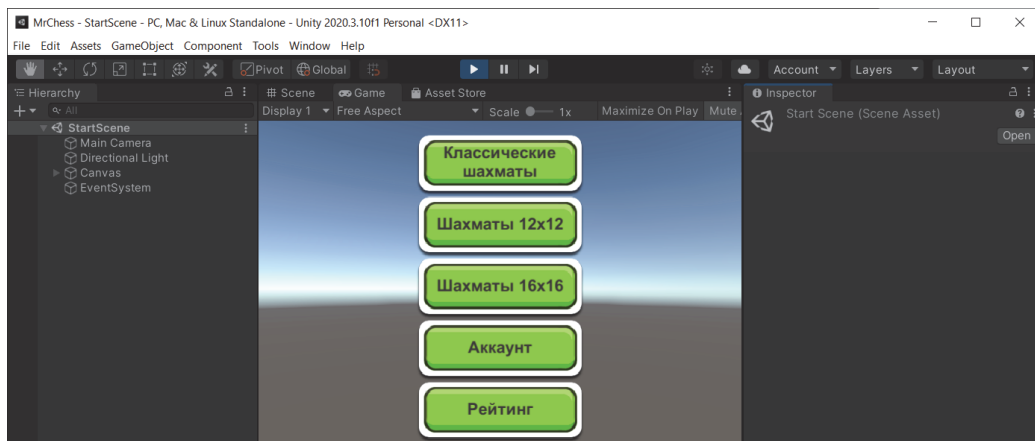 MrChess - StartScene - PC, Mac & Linux Standalone - Unity 2020.3.10f1 Personal <DX11>
File Edit Assets GameObject Component Tools Window Help
Pivot Global Account Layers Layout
Hierarchy
All
StartScene
Main Camera
Directional Light
Canvas
EventSystem
Scene Game Asset Store
Display 1 Free Aspect Scale 1x Maximize On Play Mute
Классические
шахматы
Шахматы 12x12
Шахматы 16x16
Аккаунт
Рейтинг
Inspector
Start Scene (Scene Asset)
Open